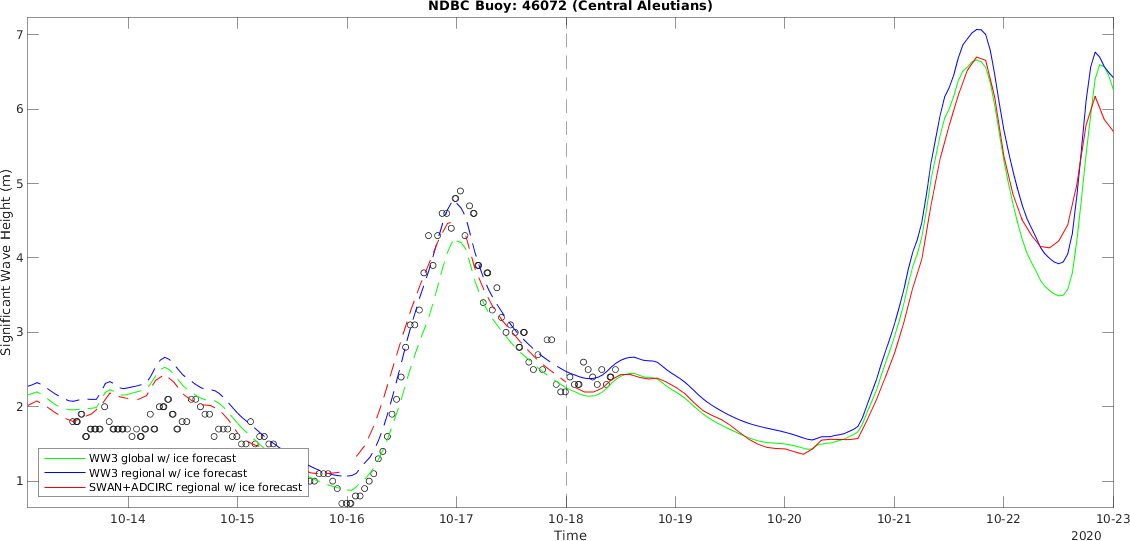 NDBC Buoy: 46072 (Central Aleutians)
7
6
5
4
3
2
1
Significant Wave Height (m)
WW3 global w/ ice forecast
WW3 regional w/ ice forecast
SWAN+ADCIRC regional w/ ice forecast
10-14 10-15 10-16 10-17 10-18 10-19 10-20 10-21 10-22 10-23
Time
2020